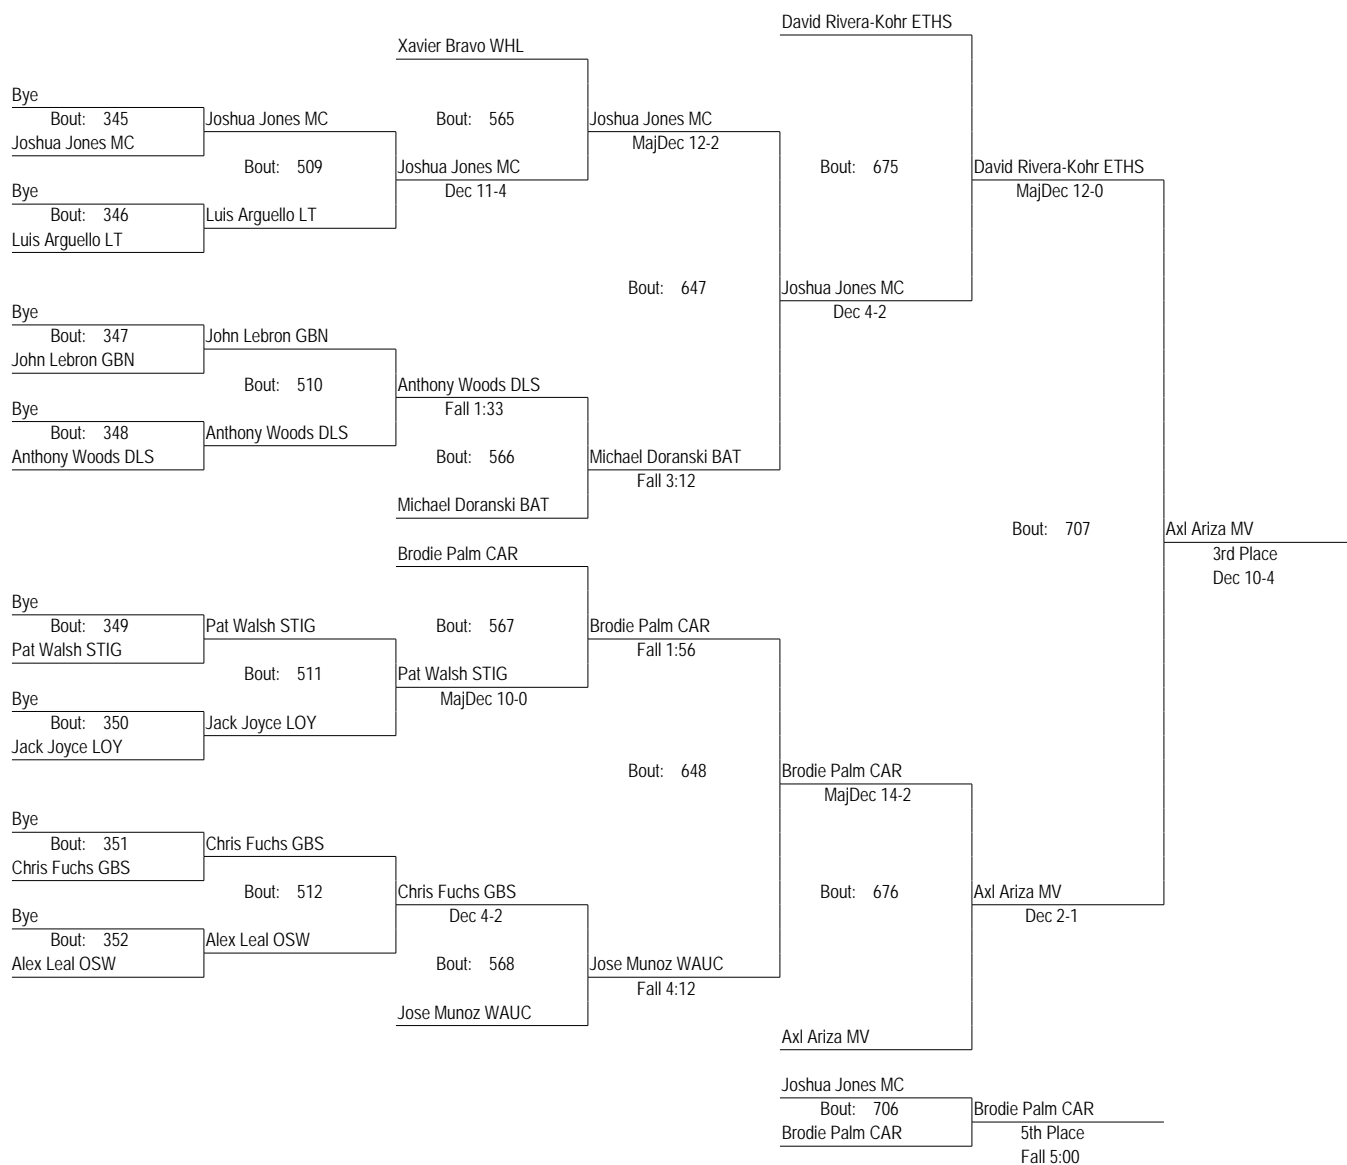 David Rivera-Kohr ETHS
Xavier Bravo WHL
Bye
Bout: 345
Joshua Jones MC
Joshua Jones MC
Bout: 565
Joshua Jones MC
MajDec 12-2
Bout: 509
Joshua Jones MC
Dec 11-4
Bout: 675
David Rivera-Kohr ETHS
MajDec 12-0
Bye
Bout: 346
Luis Arguello LT
Luis Arguello LT
Bout: 647
Joshua Jones MC
Dec 4-2
Bye
Bout: 347
John Lebron GBN
John Lebron GBN
Bout: 510
Anthony Woods DLS
Fall 1:33
Bye
Bout: 348
Anthony Woods DLS
Anthony Woods DLS
Bout: 566
Michael Doranski BAT
Fall 3:12
Michael Doranski BAT
Bout: 707
Axl Ariza MV
3rd Place
Dec 10-4
Brodie Palm CAR
Bye
Bout: 349
Pat Walsh STIG
Pat Walsh STIG
Bout: 567
Brodie Palm CAR
Fall 1:56
Bout: 511
Pat Walsh STIG
MajDec 10-0
Bye
Bout: 350
Jack Joyce LOY
Jack Joyce LOY
Bout: 648
Brodie Palm CAR
MajDec 14-2
Bye
Bout: 351
Chris Fuchs GBS
Chris Fuchs GBS
Bout: 512
Chris Fuchs GBS
Dec 4-2
Bout: 676
Axl Ariza MV
Dec 2-1
Bye
Bout: 352
Alex Leal OSW
Alex Leal OSW
Bout: 568
Jose Munoz WAUC
Fall 4:12
Jose Munoz WAUC
Axl Ariza MV
Joshua Jones MC
Bout: 706
Brodie Palm CAR
Brodie Palm CAR
5th Place
Fall 5:00